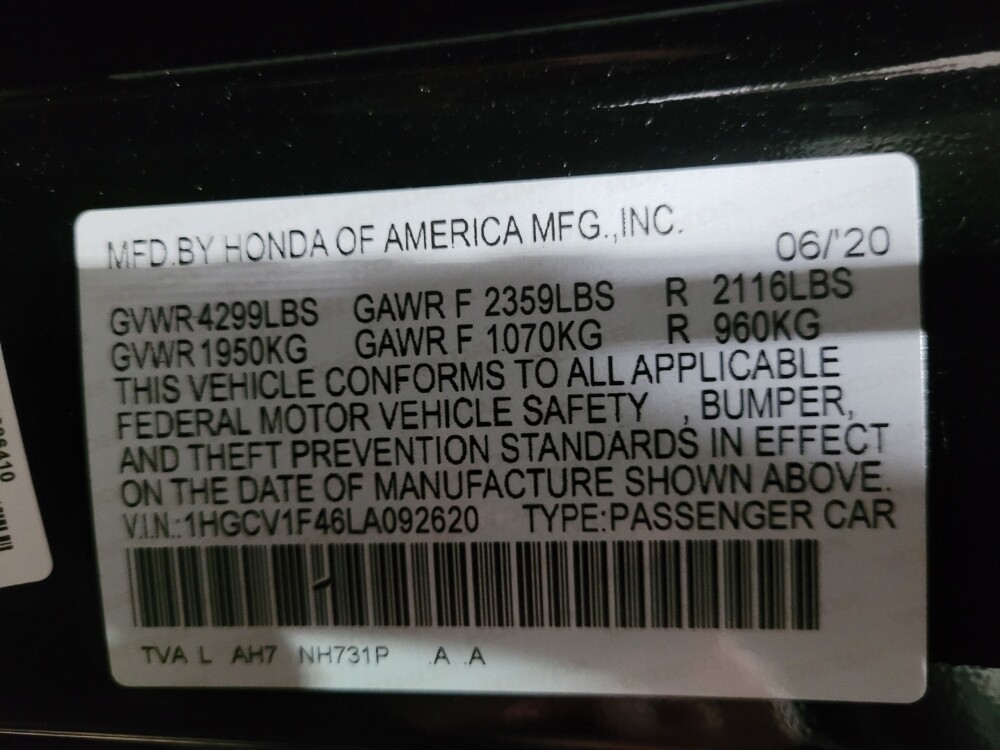 MFD.BY HONDA OF AMERICA MFG.,INC. 06/'20
GVWR 4299LBS GAWR F 2359LBS R 2116LBS
GVWR 1950KG GAWR F 1070KG R 960KG
THIS VEHICLE CONFORMS TO ALL APPLICABLE
FEDERAL MOTOR VEHICLE SAFETY , BUMPER,
AND THEFT PREVENTION STANDARDS IN EFFECT
ON THE DATE OF MANUFACTURE SHOWN ABOVE.
V.I.N.:1HGCV1F46LA092620 TYPE:PASSENGER CAR
TVA L AH7 NH731P .A .A